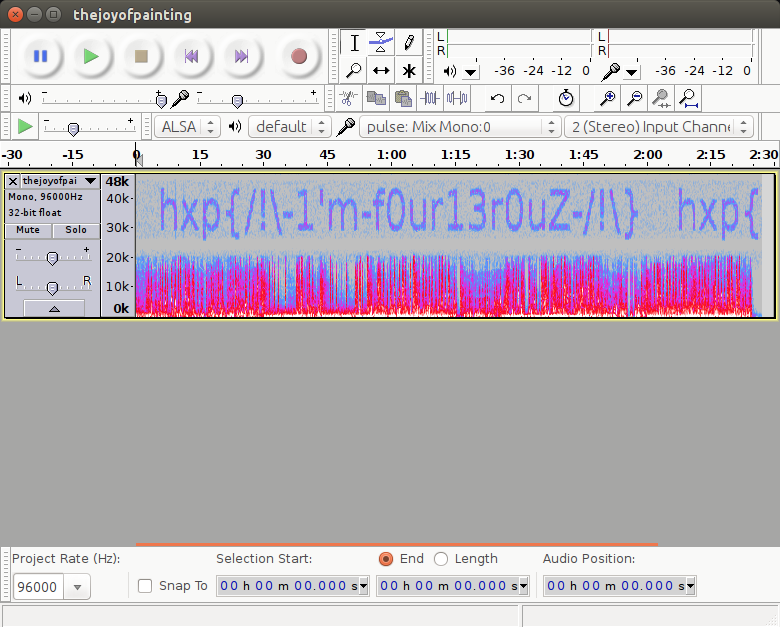 thejoyofpainting
L
R
-36 -24 -12 0
L
R
-36 -24 -12 0
ALSA
default
pulse: Mix Mono:0
2 (Stereo) Input Channe
-30 -15 0 15 30 45 1:00 1:15 1:30 1:45 2:00 2:15 2:30
thejoyofpai
Mono, 96000Hz
32-bit float
Mute Solo
- +
L R
48k
40k
30k
20k
10k
0k
hxp{/!\-1'm-f0ur13r0uZ-/!\} hxp{
Project Rate (Hz): Selection Start: End Length Audio Position:
96000 Snap To 00 h 00 m 00.000 s 00 h 00 m 00.000 s 00 h 00 m 00.000 s